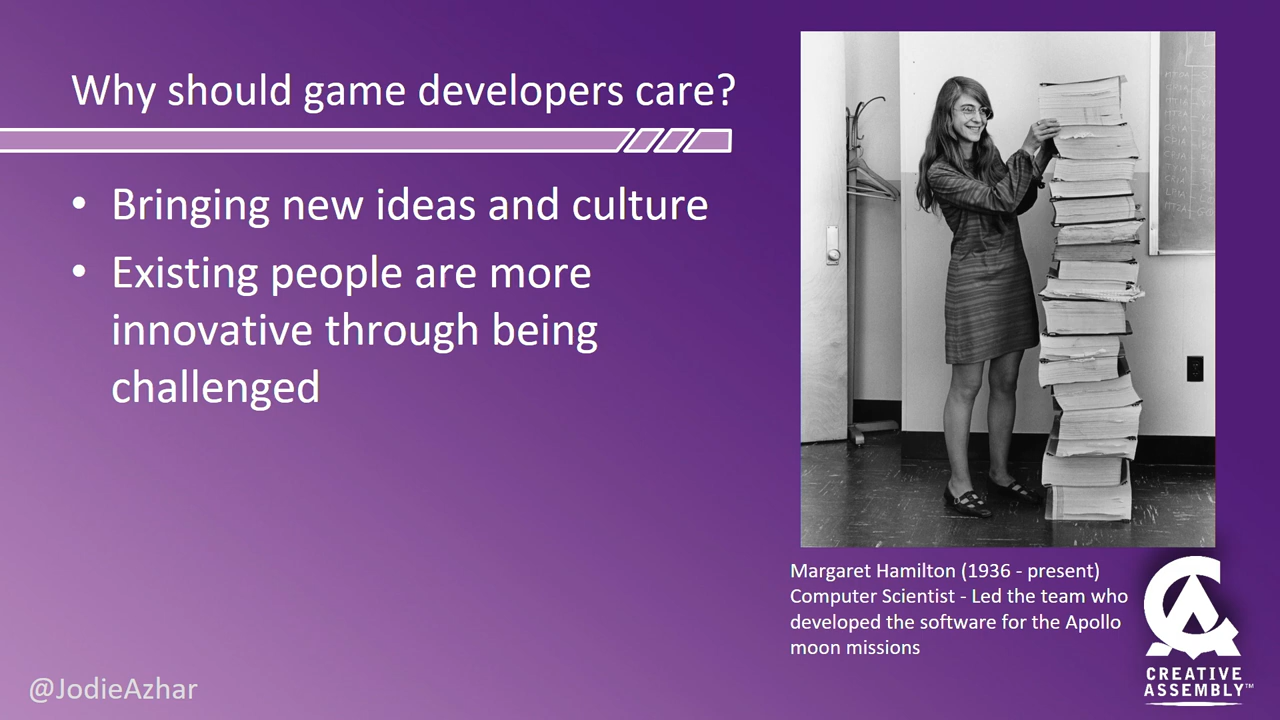 Why should game developers care?
• Bringing new ideas and culture
• Existing people are more
innovative through being
challenged
Margaret Hamilton (1936 - present)
Computer Scientist - Led the team who
developed the software for the Apollo
moon missions
@JodieAzhar
CREATIVE
ASSEMBLY™